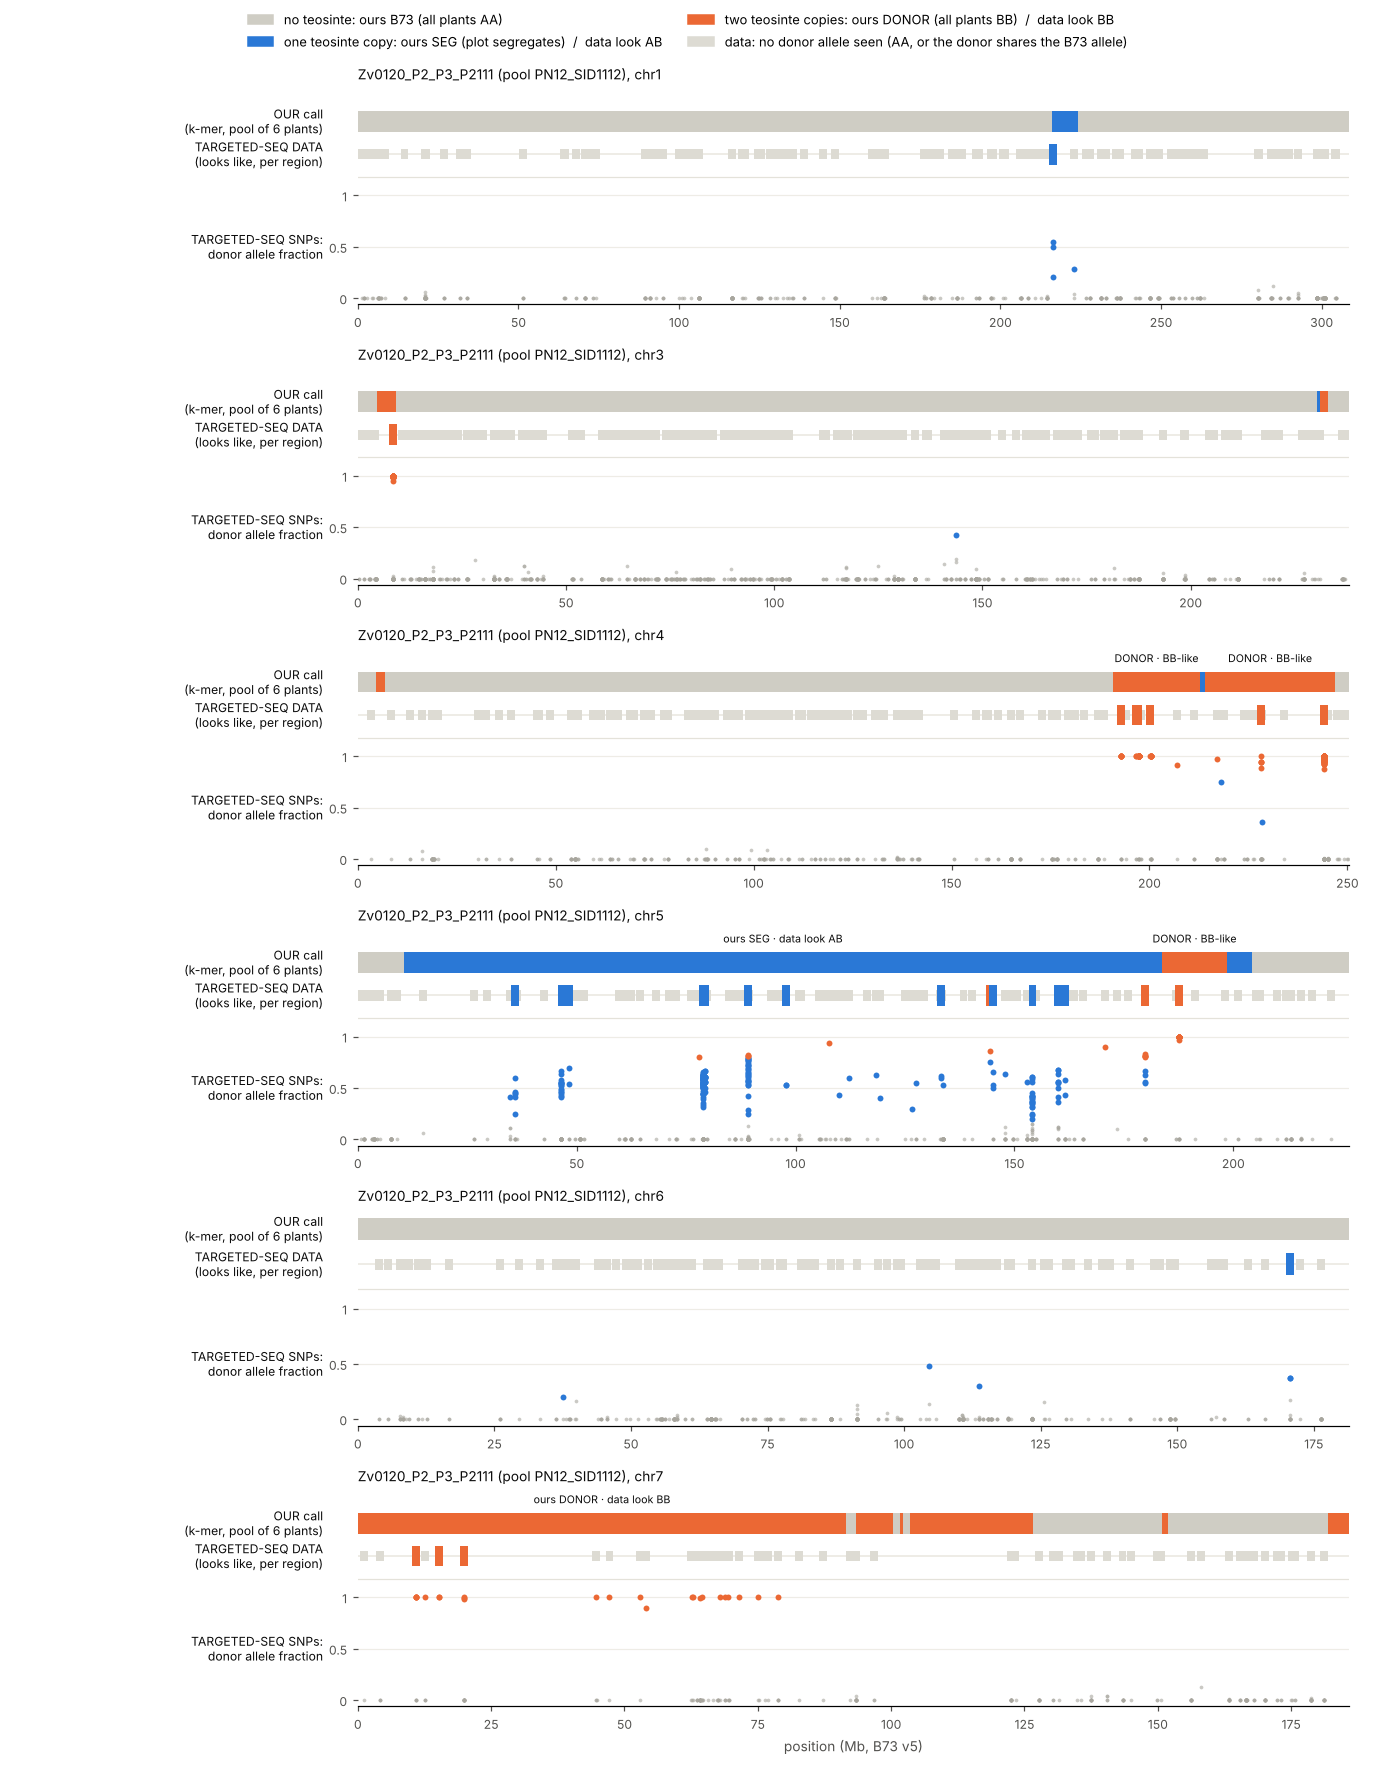 no teosinte: ours B73 (all plants AA)
two teosinte copies: ours DONOR (all plants BB)  /  data look BB
one teosinte copy: ours SEG (plot segregates)  /  data look AB
data: no donor allele seen (AA, or the donor shares the B73 allele)
Zv0120_P2_P3_P2111 (pool PN12_SID1112), chr1
OUR call
(k-mer, pool of 6 plants)
TARGETED-SEQ DATA
(looks like, per region)
1
TARGETED-SEQ SNPs:
donor allele fraction
0.5
0
0 50 100 150 200 250 300
Zv0120_P2_P3_P2111 (pool PN12_SID1112), chr3
OUR call
(k-mer, pool of 6 plants)
TARGETED-SEQ DATA
(looks like, per region)
1
TARGETED-SEQ SNPs:
donor allele fraction
0.5
0
0 50 100 150 200
Zv0120_P2_P3_P2111 (pool PN12_SID1112), chr4
DONOR · BB-like DONOR · BB-like
OUR call
(k-mer, pool of 6 plants)
TARGETED-SEQ DATA
(looks like, per region)
1
TARGETED-SEQ SNPs:
donor allele fraction
0.5
0
0 50 100 150 200 250
Zv0120_P2_P3_P2111 (pool PN12_SID1112), chr5
ours SEG · data look AB DONOR · BB-like
OUR call
(k-mer, pool of 6 plants)
TARGETED-SEQ DATA
(looks like, per region)
1
TARGETED-SEQ SNPs:
donor allele fraction
0.5
0
0 50 100 150 200
Zv0120_P2_P3_P2111 (pool PN12_SID1112), chr6
OUR call
(k-mer, pool of 6 plants)
TARGETED-SEQ DATA
(looks like, per region)
1
TARGETED-SEQ SNPs:
donor allele fraction
0.5
0
0 25 50 75 100 125 150 175
Zv0120_P2_P3_P2111 (pool PN12_SID1112), chr7
ours DONOR · data look BB
OUR call
(k-mer, pool of 6 plants)
TARGETED-SEQ DATA
(looks like, per region)
1
TARGETED-SEQ SNPs:
donor allele fraction
0.5
0
0 25 50 75 100 125 150 175
position (Mb, B73 v5)